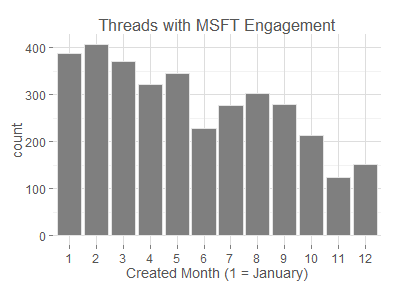 Threads with MSFT Engagement
400
300
200
100
0
count
1 2 3 4 5 6 7 8 9 10 11 12
Created Month (1 = January)